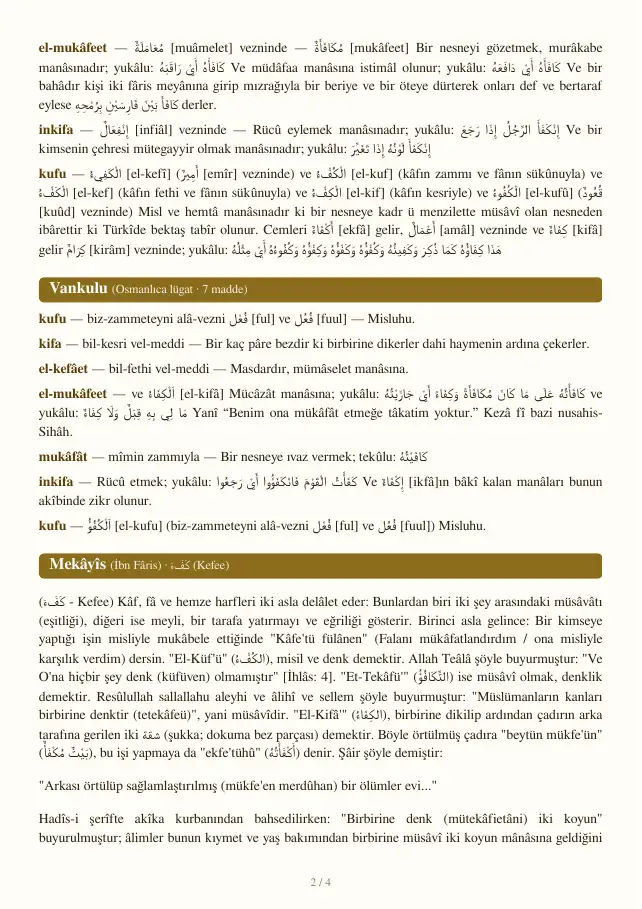 el-mukâfeet — مُعَامَلَةٌ [muâmelet] vezninde — مُكَافَأَةٌ [mukâfeet] Bir nesneyi gözetmek, murâkabe
manâsınadır; yukâlu: كَافَأَهُ أَيْ رَاقَبَهُ Ve müdâfaa manâsına istimâl olunur; yukâlu: كَافَأَهُ أَيْ دَافَعَهُ Ve bir
bahâdır kişi iki fâris meyânına girip mızrağıyla bir beriye ve bir öteye dürterek onları def ve bertaraf
eylese كَافَأَ بَيْنَ فَارِسَيْنِ بِرُمْحِهِ derler.
inkifa — إِنْفِعَالٌ [infiâl] vezninde — Rücû eylemek manâsınadır; yukâlu: إِنْكَفَأَ الرَّجُلُ إِذَا رَجَعَ Ve bir
kimsenin çehresi mütegayyir olmak manâsınadır; yukâlu: إِنْكَفَأَ لَوْنُهُ إِذَا تَغَيَّرَ
kufu — اَلْكَفِيءُ [el-kefî] (أَمِيرٌ [emîr] vezninde) ve اَلْكُفْءُ [el-kuf] (kâfın zammı ve fânın sükûnuyla) ve
اَلْكَفْءُ [el-kef] (kâfın fethi ve fânın sükûnuyla) ve اَلْكِفْءُ [el-kif] (kâfın kesriyle) ve اَلْكُفُوءُ [el-kufû] (قُعُودٌ
[kuûd] vezninde) Misl ve hemtâ manâsınadır ki bir nesneye kadr ü menzilette müsâvî olan nesneden
ibârettir ki Türkîde bektaş tabîr olunur. Cemleri أَكْفَاءٌ [ekfâ] gelir, أَعْمَالٌ [amâl] vezninde ve كِفَاءٌ [kifâ]
gelir كِرَامٌ [kirâm] vezninde; yukâlu: هَذَا كِفَاؤُهُ كَمَا ذُكِرَ وَكَفِيئُهُ وَكُفْؤُهُ وَكَفْؤُهُ وَكِفْؤُهُ وَكُفُوءُهُ أَيْ مِثْلُهُ
Vankulu (Osmanlıca lügat · 7 madde)
kufu — biz-zammeteyni alâ-vezni فُعْل [ful] ve فُعُل [fuul] — Misluhu.
kifa — bil-kesri vel-meddi — Bir kaç pâre bezdir ki birbirine dikerler dahi haymenin ardına çekerler.
el-kefâet — bil-fethi vel-meddi — Masdardır, mümâselet manâsına.
el-mukâfeet — ve اَلْكِفَاءُ [el-kifâ] Mücâzât manâsına; yukâlu: كَافَأْتُهُ عَلَى مَا كَانَ مُكَافَأَةً وَكِفَاءً أَيْ جَازَيْتُهُ ve
yukâlu: مَا لِي بِهِ قِبَلٌ وَلَا كِفَاءٌ Yanî “Benim ona mükâfât etmeğe tâkatim yoktur.” Kezâ fî bazi nusahis-
Sihâh.
mukâfât — mîmin zammıyla — Bir nesneye ıvaz vermek; tekûlu: كَافَيْتُهُ
inkifa — Rücû etmek; yukâlu: كَفَأْتُ الْقَوْمَ فَانْكَفَؤُوا أَيْ رَجَعُوا Ve إِكْفَاءٌ [ikfâ]ın bâkî kalan manâları bunun
akîbinde zikr olunur.
kufu — اَلْكُفُؤُ [el-kufu] (biz-zammeteyni alâ-vezni فُعْل [ful] ve فُعُل [fuul]) Misluhu.
Mekâyîs (İbn Fâris) · كَفَءَ (Kefee)
(كَفَءَ - Kefee) Kâf, fâ ve hemze harfleri iki asla delâlet eder: Bunlardan biri iki şey arasındaki müsâvâtı
(eşitliği), diğeri ise meyli, bir tarafa yatırmayı ve eğriliği gösterir. Birinci asla gelince: Bir kimseye
yaptığı işin misliyle mukâbele ettiğinde "Kâfe'tü fülânen" (Falanı mükâfatlandırdım / ona misliyle
karşılık verdim) dersin. "El-Küf'ü" (الكُفْءُ), misil ve denk demektir. Allah Teâlâ şöyle buyurmuştur: "Ve
O'na hiçbir şey denk (küfüven) olmamıştır" [İhlâs: 4]. "Et-Tekâfü'" (التَّكَافُؤُ) ise müsâvî olmak, denklik
demektir. Resûlullah sallallahu aleyhi ve âlihî ve sellem şöyle buyurmuştur: "Müslümanların kanları
birbirine denktir (tetekâfeü)", yani müsâvîdir. "El-Kifâ'" (الكِفَاءُ), birbirine dikilip ardından çadırın arka
tarafına gerilen iki شقة (şukka; dokuma bez parçası) demektir. Böyle örtülmüş çadıra "beytün mükfe'ün"
(بَيْتٌ مُكْفَأٌ), bu işi yapmaya da "ekfe'tühû" (أَكْفَأْتُهُ) denir. Şâir şöyle demiştir:
"Arkası örtülüp sağlamlaştırılmış (mükfe'en merdûhan) bir ölümler evi..."
Hadîs-i şerîfte akîka kurbanından bahsedilirken: "Birbirine denk (mütekâfietâni) iki koyun"
buyurulmuştur; âlimler bunun kıymet ve yaş bakımından birbirine müsâvî iki koyun mânâsına geldiğini
2 / 4